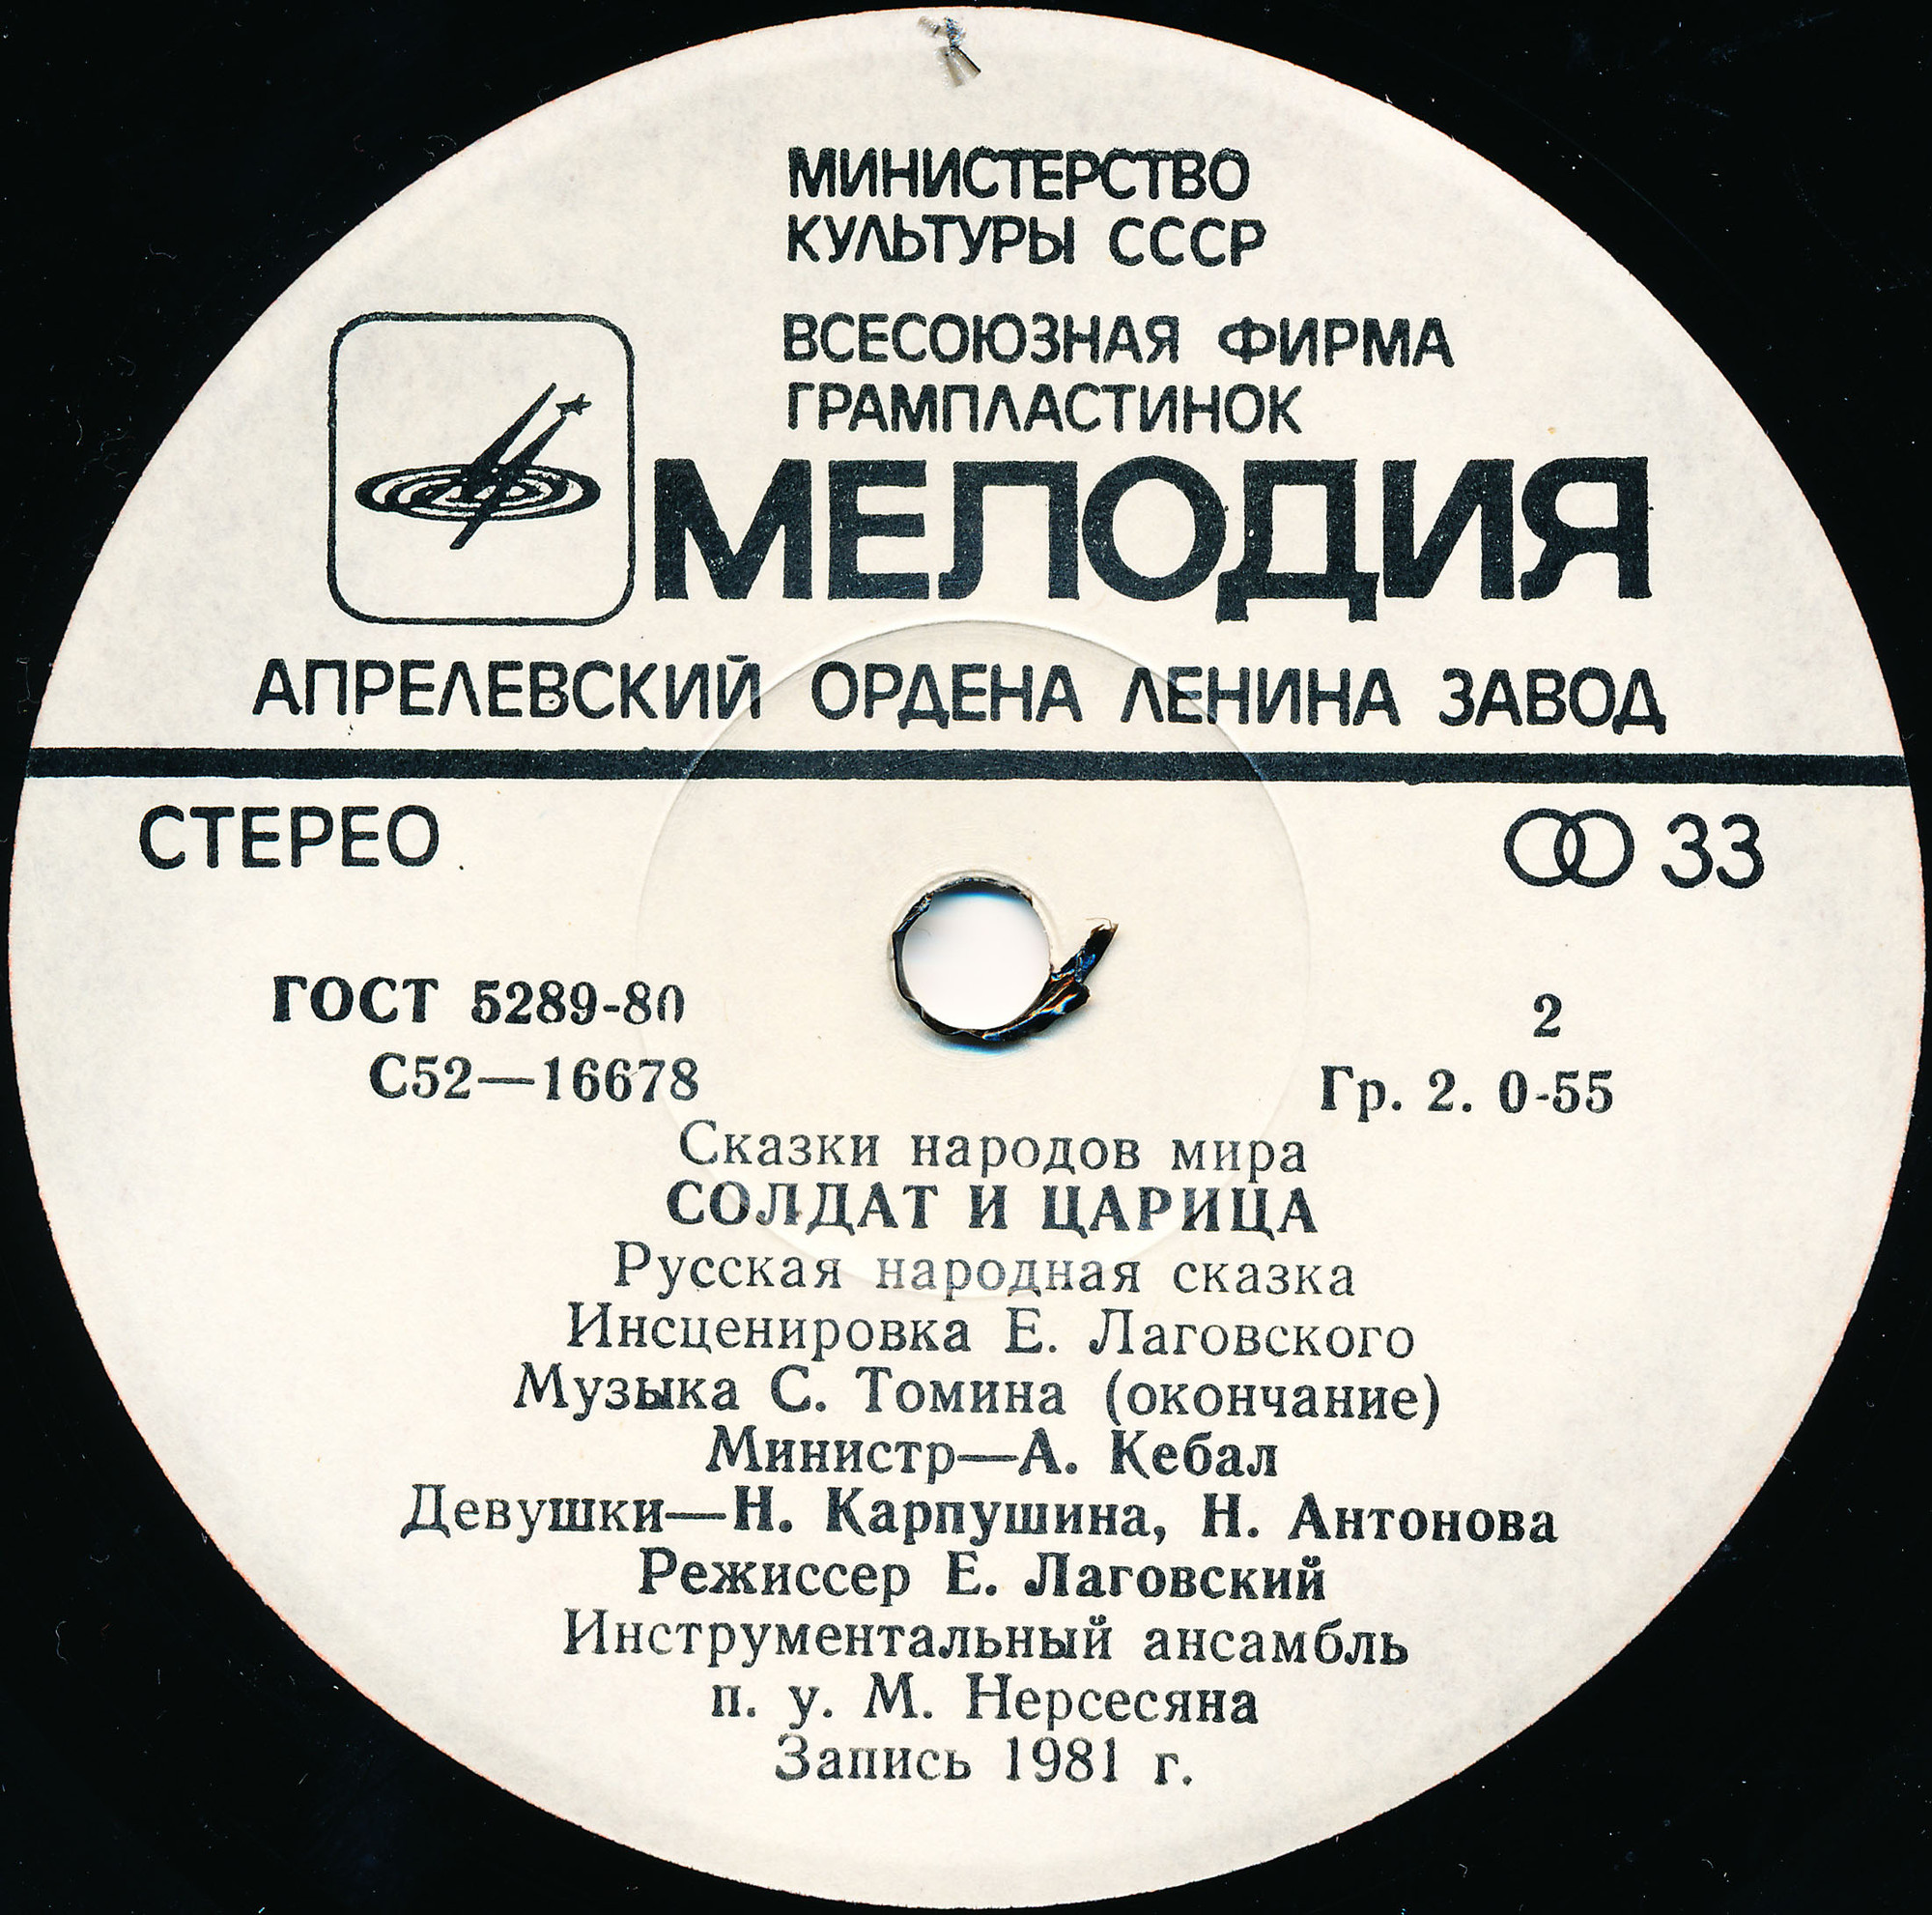 МИНИСТЕРСТВО
КУЛЬТУРЫ СССР
ВСЕСОЮЗНАЯ ФИРМА
ГРАМПЛАСТИНОК
МЕЛОДИЯ
АПРЕЛЕВСКИЙ ОРДЕНА ЛЕНИНА ЗАВОД
СТЕРЕО
33
ГОСТ 5289-80
2
С52—16678
Гр. 2. 0-55
Сказки народов мира
СОЛДАТ И ЦАРИЦА
Русская народная сказка
Инсценировка Е. Лаговского
Музыка С. Томина (окончание)
Министр—А. Кебал
Девушки—Н. Карпушина, Н. Антонова
Режиссер Е. Лаговский
Инструментальный ансамбль
п. у. М. Нерсесяна
Запись 1981 г.